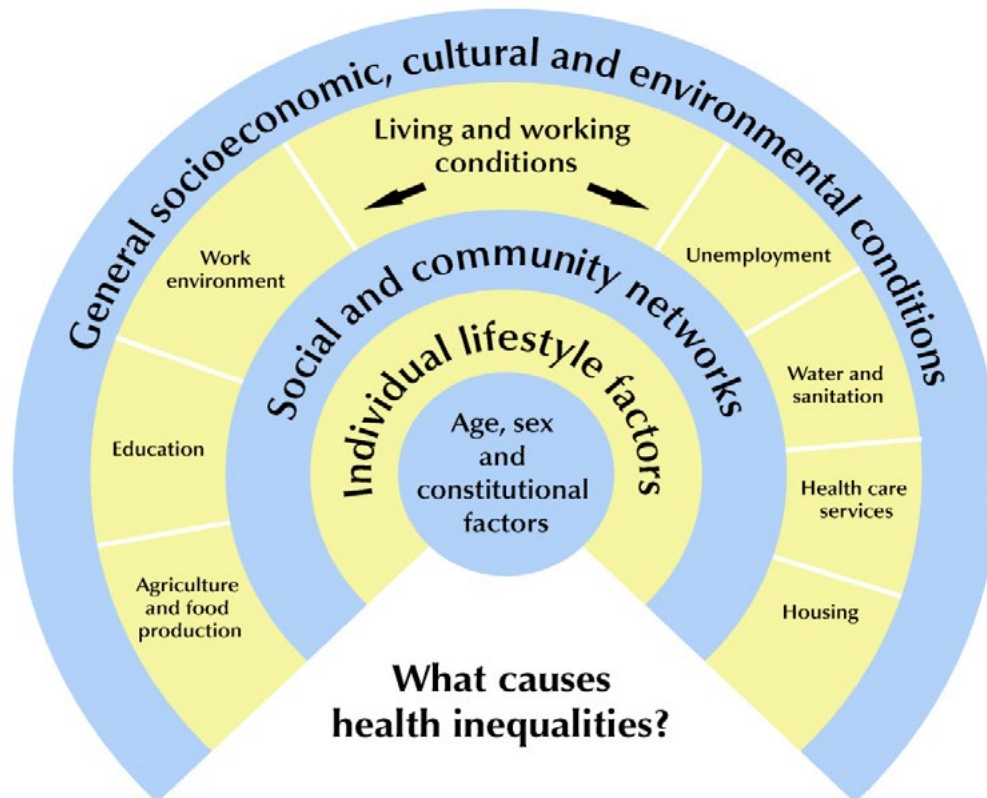 General socioeconomic, cultural and environmental conditions
Living and working
conditions
Work
environment
Unemployment
Social and community networks
Individual lifestyle factors
Water and
sanitation
Age, sex
and
constitutional
factors
Education
Health care
services
Agriculture
and food
production
Housing
What causes
health inequalities?